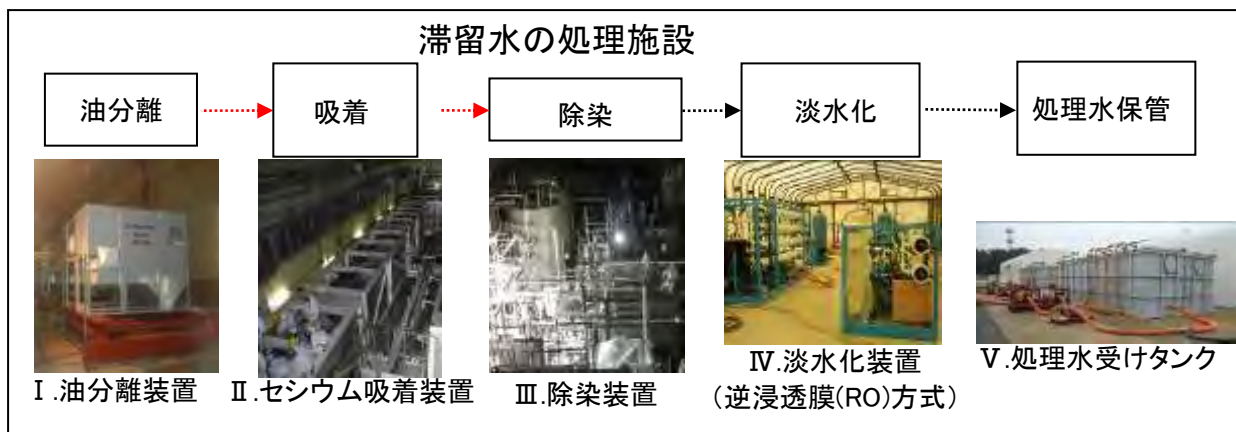 滞留水の処理施設
油分離
吸着
除染
淡水化
処理水保管
Ⅰ.油分離装置
Ⅱ.セシウム吸着装置
Ⅲ.除染装置
Ⅳ.淡水化装置
(逆浸透膜(RO)方式)
Ⅴ.処理水受けタンク